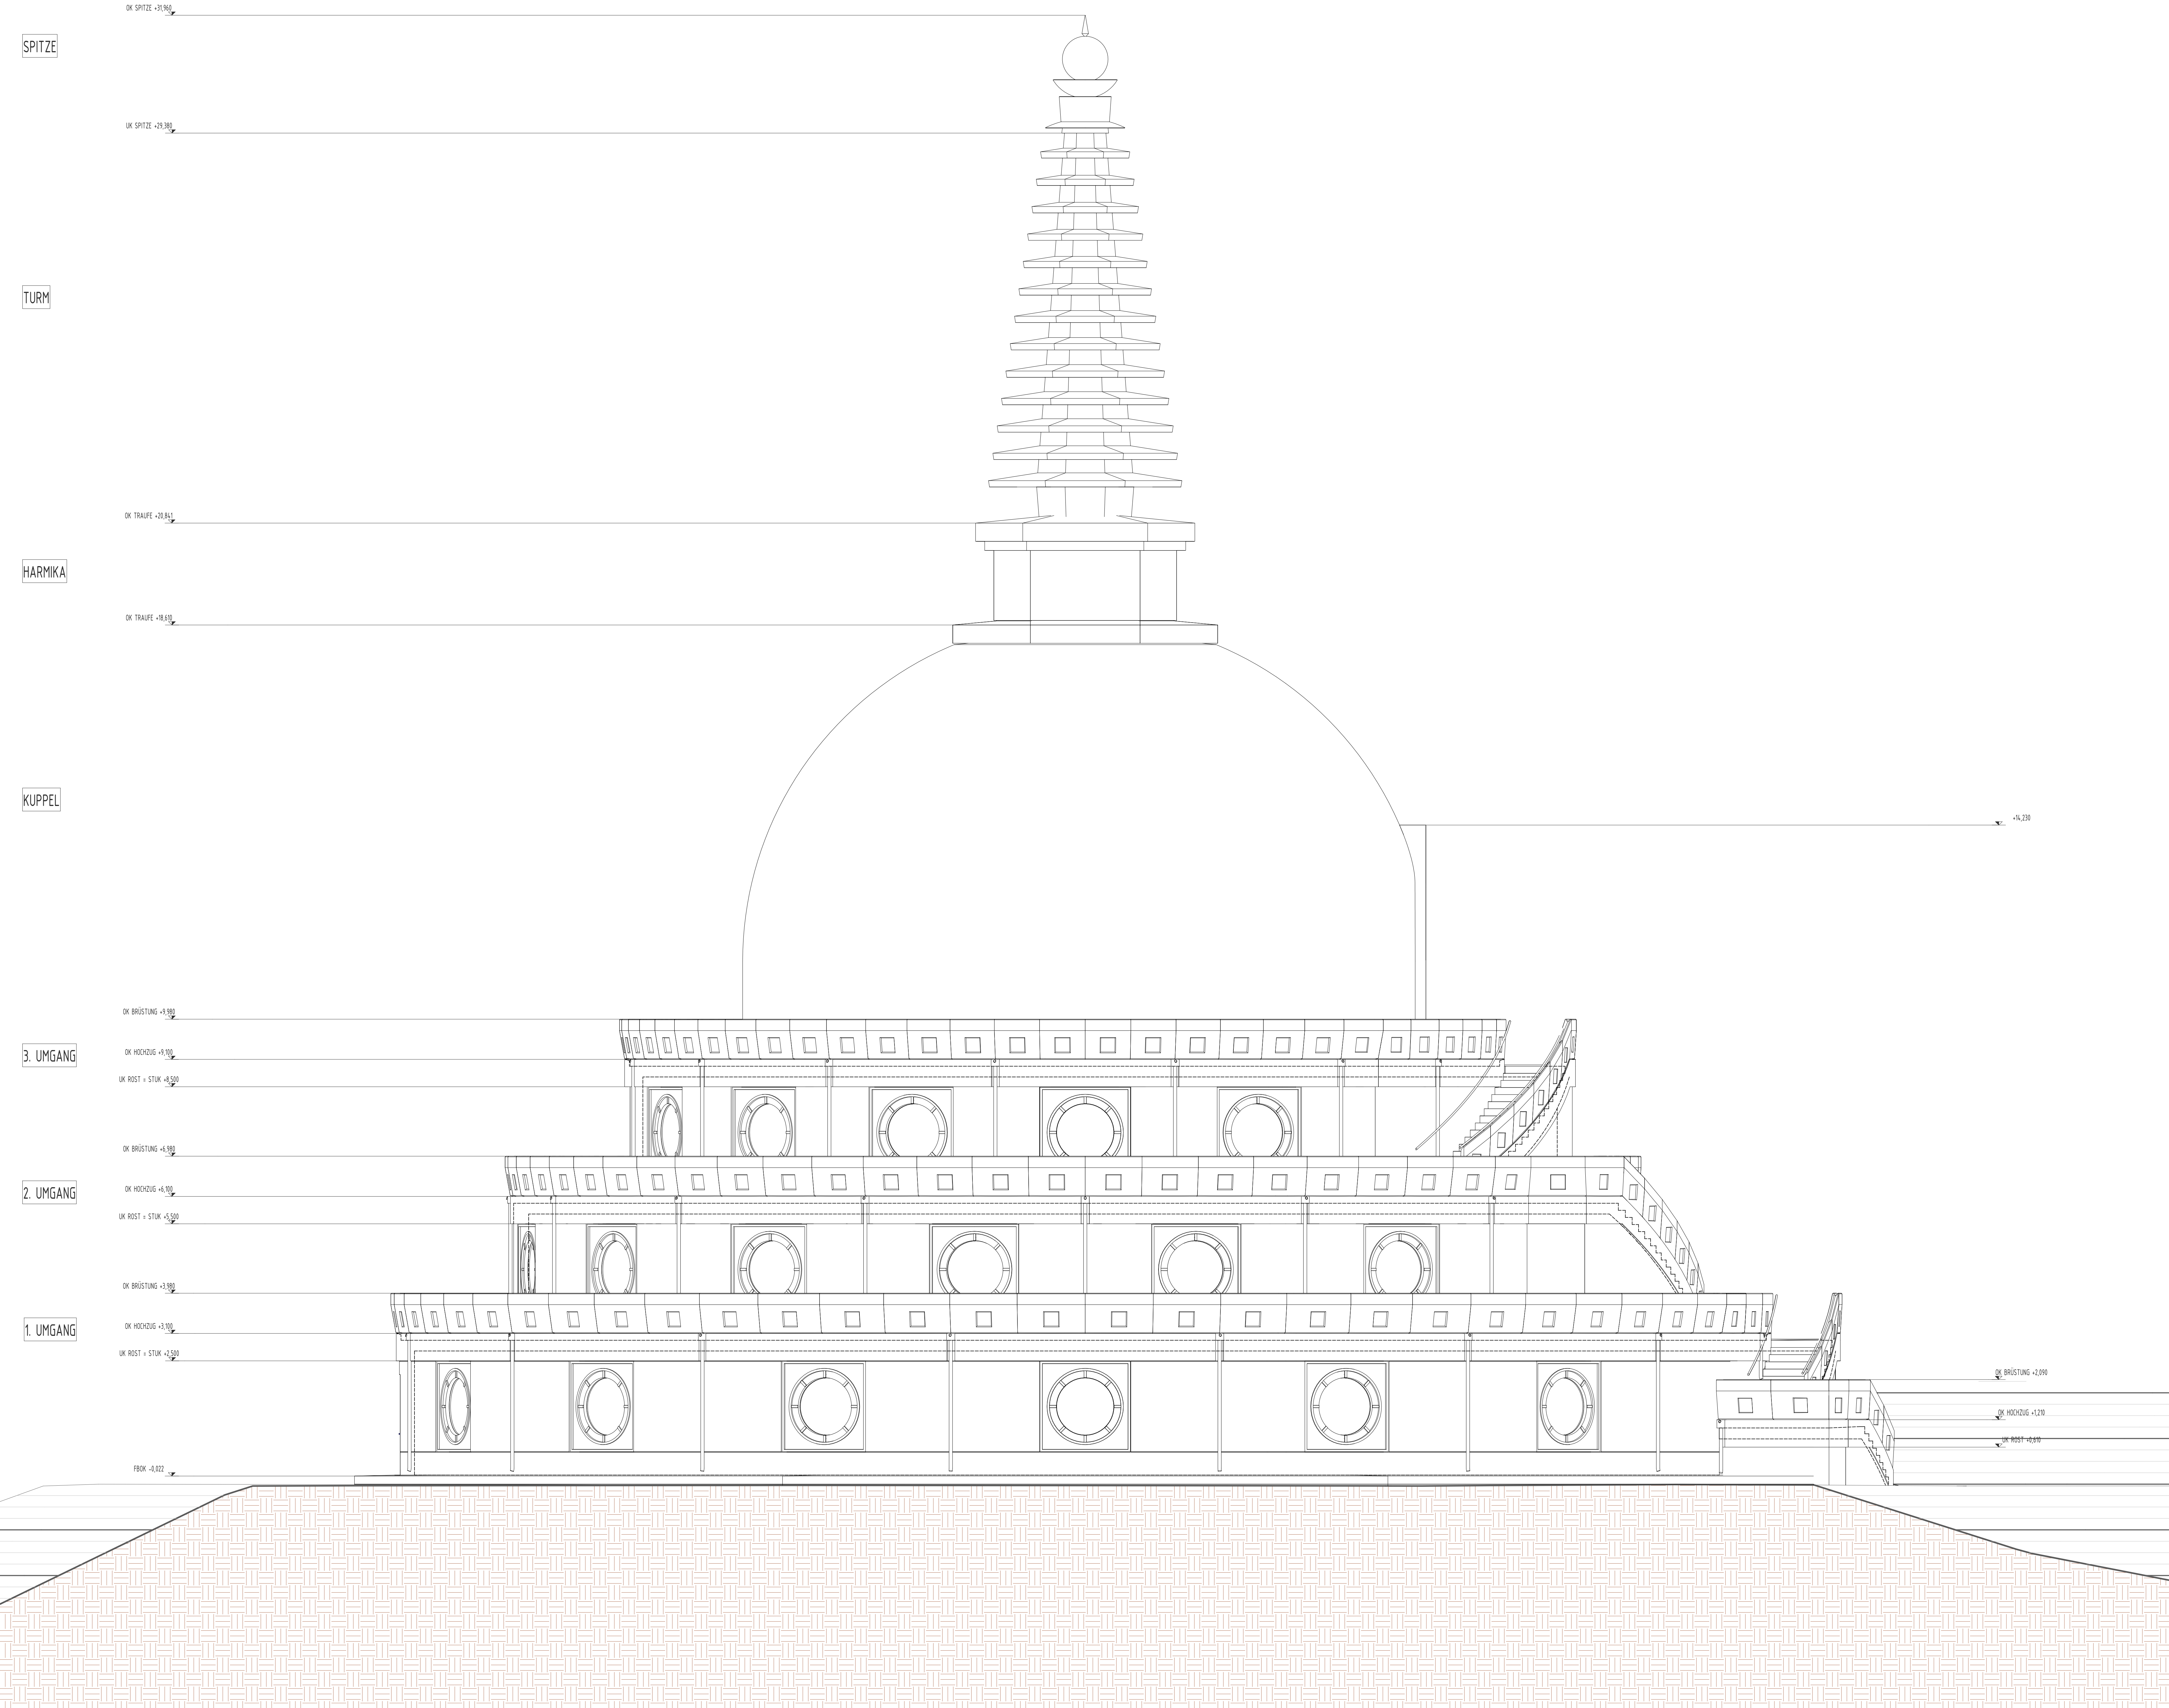 OK SPITZE +31,960
SPITZE
UK SPITZE +29,380
TURM
OK TRAUFE +20,841
HARMIKA
OK TRAUFE +18,610
KUPPEL
+14,230
OK BRÜSTUNG +9,980
3. UMGANG
OK HOCHZUG +9,100
UK ROST = STUK +8,500
OK BRÜSTUNG +6,980
2. UMGANG
OK HOCHZUG +6,100
UK ROST = STUK +5,500
OK BRÜSTUNG +3,980
1. UMGANG
OK HOCHZUG +3,100
UK ROST = STUK +2,500
OK BRÜSTUNG +2,090
OK HOCHZUG +1,210
UK ROST +0,610
FBOK -0,022